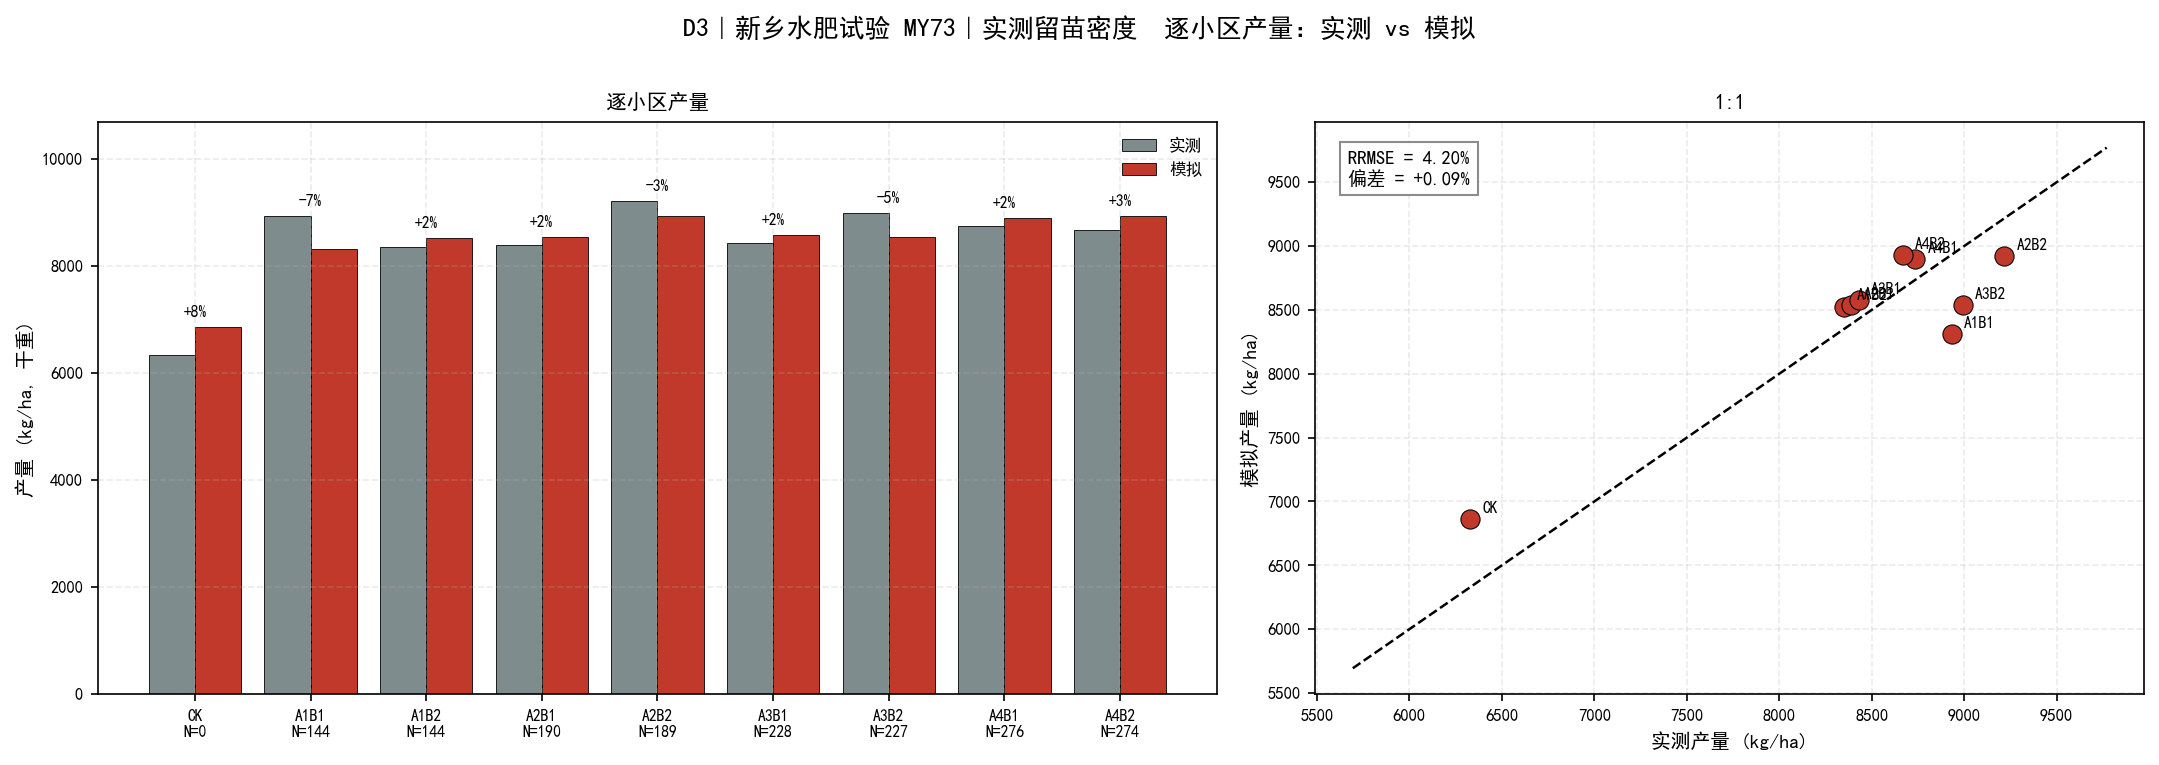 D3｜新乡水肥试验 MY73｜实测留苗密度  逐小区产量：实测 vs 模拟
逐小区产量
产量 (kg/ha, 干重)
10000
8000
6000
4000
2000
0
实测
模拟
+8%
−7%
+2%
+2%
−3%
+2%
−5%
+2%
+3%
CK
N=0
A1B1
N=144
A1B2
N=144
A2B1
N=190
A2B2
N=189
A3B1
N=228
A3B2
N=227
A4B1
N=276
A4B2
N=274
1:1
RRMSE = 4.20%
偏差 = +0.09%
模拟产量 (kg/ha)
9500
9000
8500
8000
7500
7000
6500
6000
5500
A4B2
A4B1
A2B2
A3B1
A3B2
A1B1
CK
5500
6000
6500
7000
7500
8000
8500
9000
9500
实测产量 (kg/ha)